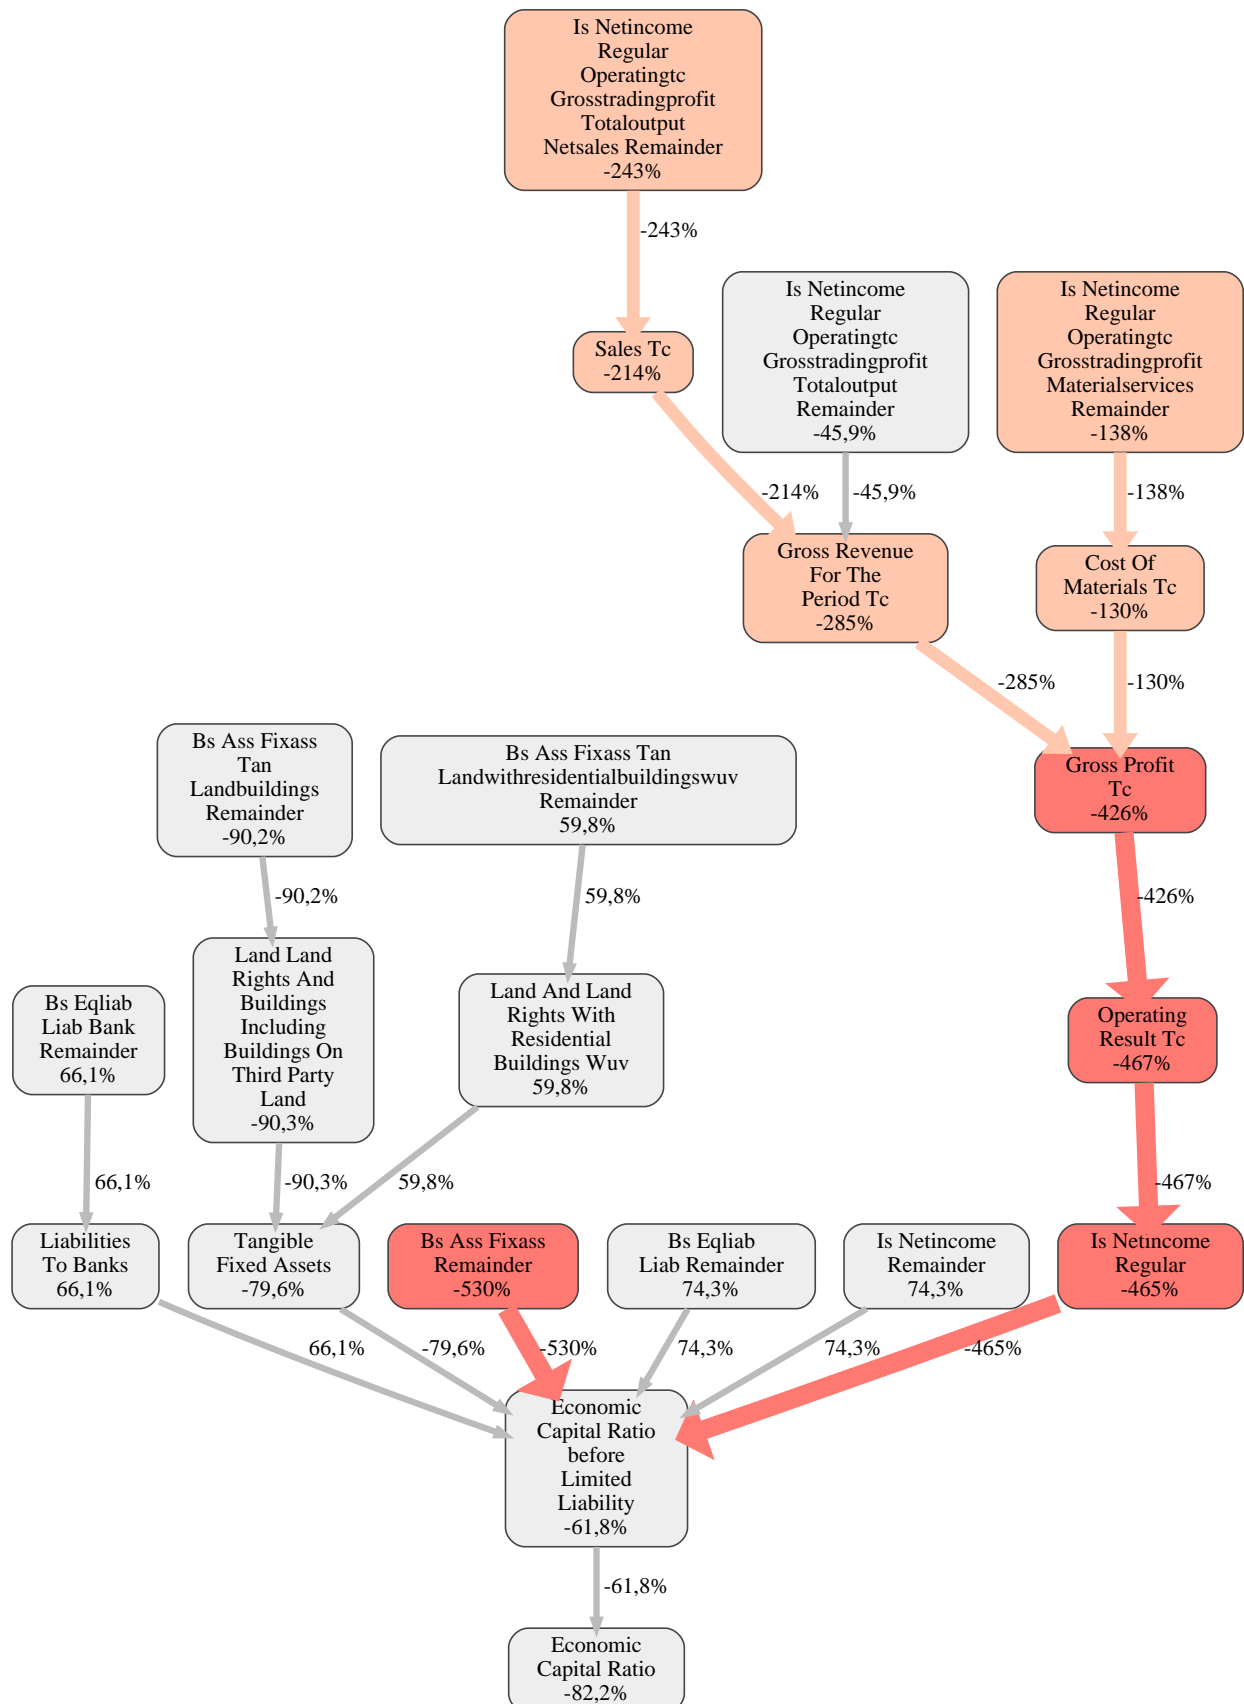 Is Netincome
Regular
Operatingtc
Grosstradingprofit
Totaloutput
Netsales Remainder
-243%
-243%
Sales Tc
-214%
Is Netincome
Regular
Operatingtc
Grosstradingprofit
Totaloutput
Remainder
-45,9%
Is Netincome
Regular
Operatingtc
Grosstradingprofit
Materialservices
Remainder
-138%
-214%
-45,9%
-138%
Gross Revenue
For The
Period Tc
-285%
Cost Of
Materials Tc
-130%
-285%
-130%
Bs Ass Fixass
Tan
Landbuildings
Remainder
-90,2%
Bs Ass Fixass Tan
Landwithresidentialbuildingswuv
Remainder
59,8%
Gross Profit
Tc
-426%
-90,2%
59,8%
-426%
Bs Eqliab
Liab Bank
Remainder
66,1%
Land Land
Rights And
Buildings
Including
Buildings On
Third Party
Land
-90,3%
Land And Land
Rights With
Residential
Buildings Wuv
59,8%
Operating
Result Tc
-467%
66,1%
-90,3%
59,8%
-467%
Liabilities
To Banks
66,1%
Tangible
Fixed Assets
-79,6%
Bs Ass Fixass
Remainder
-530%
Bs Eqliab
Liab Remainder
74,3%
Is Netincome
Remainder
74,3%
Is Netincome
Regular
-465%
66,1%
-79,6%
-530%
74,3%
74,3%
-465%
Economic
Capital Ratio
before
Limited
Liability
-61,8%
-61,8%
Economic
Capital Ratio
-82,2%